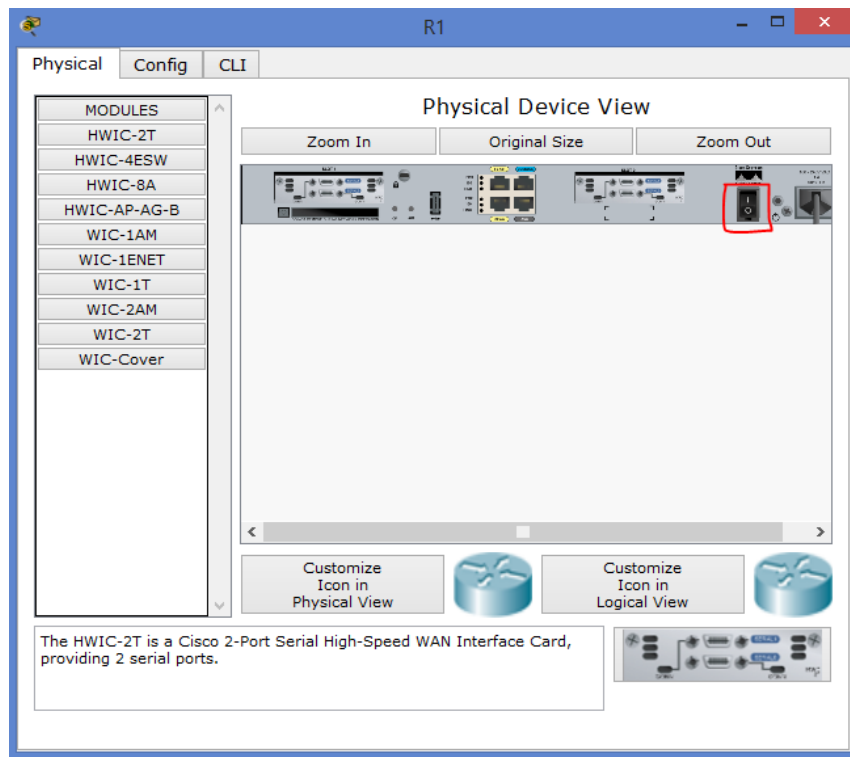 R1
Physical Config CLI
MODULES
HWIC-2T
HWIC-4ESW
HWIC-8A
HWIC-AP-AG-B
WIC-1AM
WIC-1ENET
WIC-1T
WIC-2AM
WIC-2T
WIC-Cover
Physical Device View
Zoom In Original Size Zoom Out
Customize
Icon in
Physical View
Customize
Icon in
Logical View
The HWIC-2T is a Cisco 2-Port Serial High-Speed WAN Interface Card,
providing 2 serial ports.